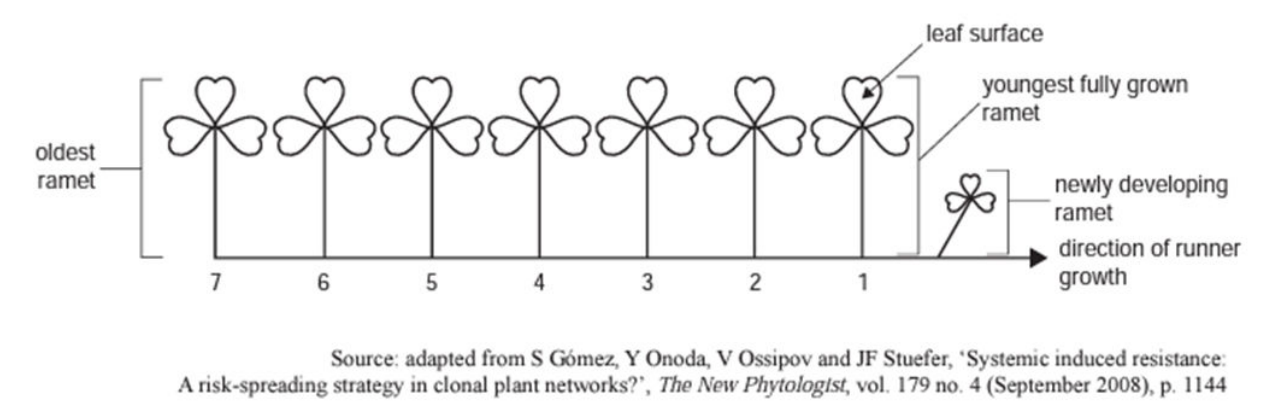 leaf surface
youngest fully grown
ramet
oldest
ramet
newly developing
ramet
direction of runner
growth
7 6 5 4 3 2 1
Source: adapted from S Gómez, Y Onoda, V Ossipov and JF Stuefer, ‘Systemic induced resistance:
A risk-spreading strategy in clonal plant networks?’, The New Phytologist, vol. 179 no. 4 (September 2008), p. 1144